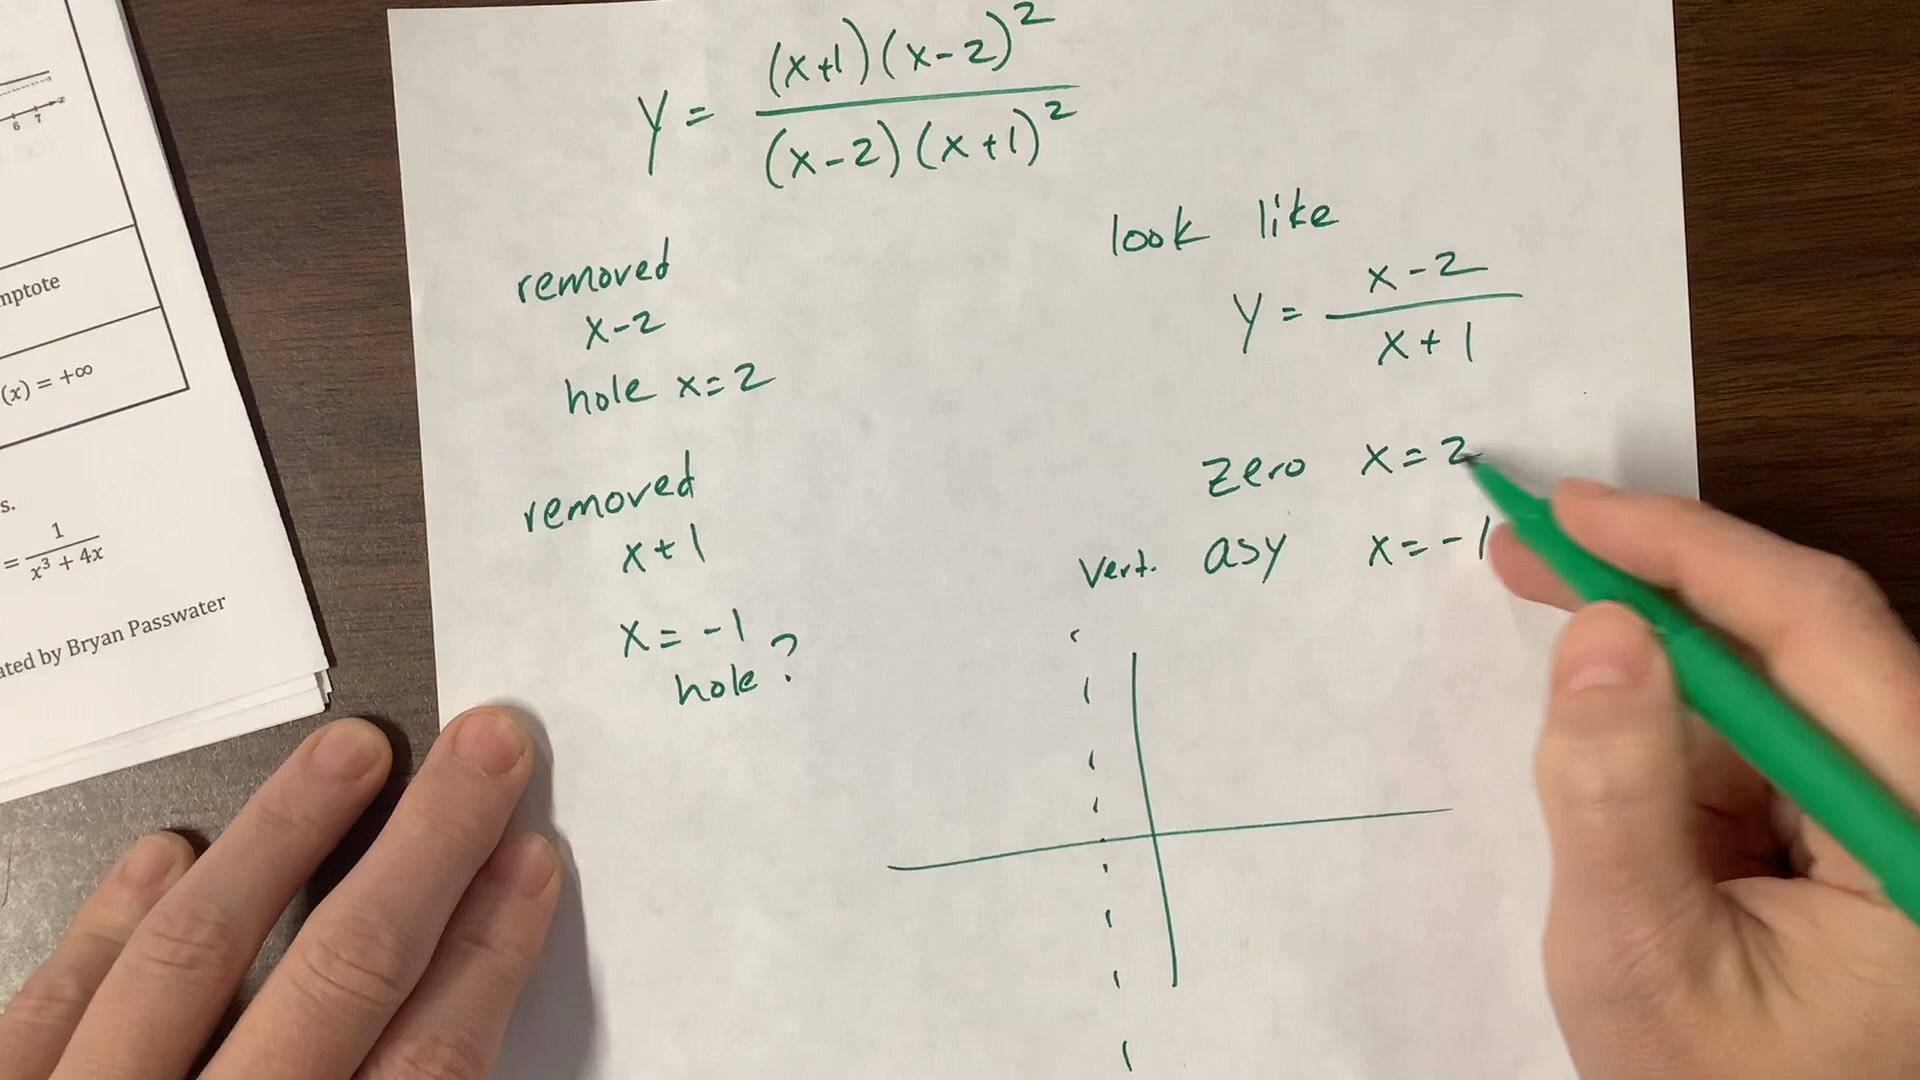 6 7
mptote
(x) = +∞
s.
= 1/(x³ + 4x)
ated by Bryan Passwater
y = (x+1)(x-2)²/((x-2)(x+1)²)
removed
x-2
hole x=2
removed
x+1
x = -1
hole ?
look like
y = (x-2)/(x+1)
zero x=2
vert. asy x=-1